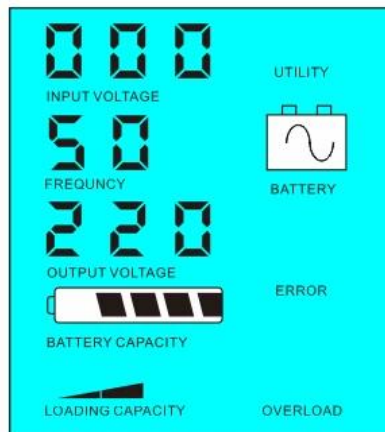 000
UTILITY
INPUT VOLTAGE
50
FREQUNCY
BATTERY
220
OUTPUT VOLTAGE
ERROR
BATTERY CAPACITY
LOADING CAPACITY
OVERLOAD